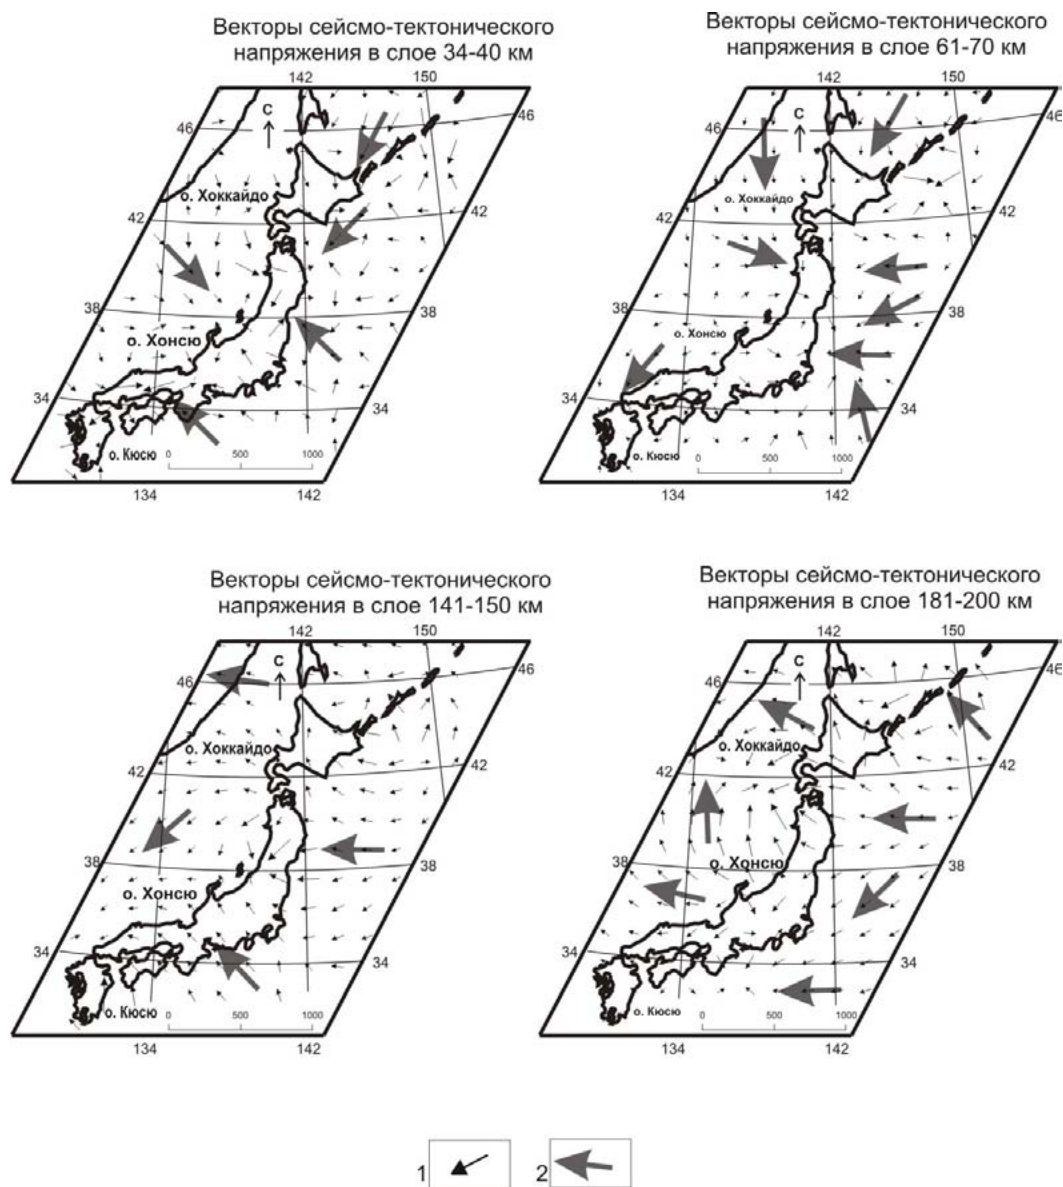 Векторы сейсмо-тектонического
напряжения в слое 34-40 км
142
150
С
46
46
о. Хоккайдо
42
42
38
38
о. Хонсю
34
34
о. Кюсю
0
500
1000
134
142
Векторы сейсмо-тектонического
напряжения в слое 61-70 км
142
150
С
46
46
о. Хоккайдо
42
42
38
38
о. Хонсю
34
34
о. Кюсю
0
500
1000
134
142
Векторы сейсмо-тектонического
напряжения в слое 141-150 км
142
150
С
46
46
о. Хоккайдо
42
42
38
38
о. Хонсю
34
34
о. Кюсю
0
500
1000
134
142
Векторы сейсмо-тектонического
напряжения в слое 181-200 км
142
150
С
46
46
о. Хоккайдо
42
42
38
38
о. Хонсю
34
34
о. Кюсю
0
500
1000
134
142
1
2